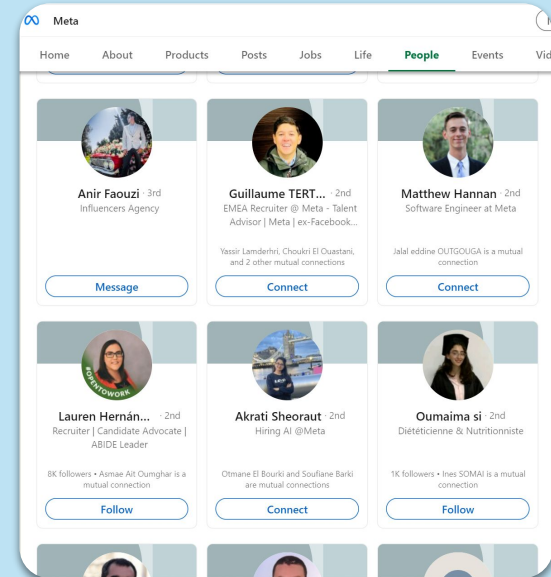 Meta
Home About Products Posts Jobs Life People Events Vid
Anir Faouzi · 3rd
Influencers Agency
Message
Guillaume TERT... · 2nd
EMEA Recruiter @ Meta - Talent
Advisor | Meta | ex-Facebook...
Yassir Lamderhri, Choukri El Ouastani,
and 2 other mutual connections
Connect
Matthew Hannan · 2nd
Software Engineer at Meta
Jalal eddine OUTGOUGA is a mutual
connection
Connect
#OPENTOWORK
Lauren Hernán... · 2nd
Recruiter | Candidate Advocate |
ABIDE Leader
8K followers • Asmae Ait Oumghar is a
mutual connection
Follow
Akrati Sheoraut · 2nd
Hiring AI @Meta
Otmane El Bourki and Soufiane Barki
are mutual connections
Connect
Oumaima si · 2nd
Diététicienne & Nutritionniste
1K followers • Ines SOMAI is a mutual
connection
Follow